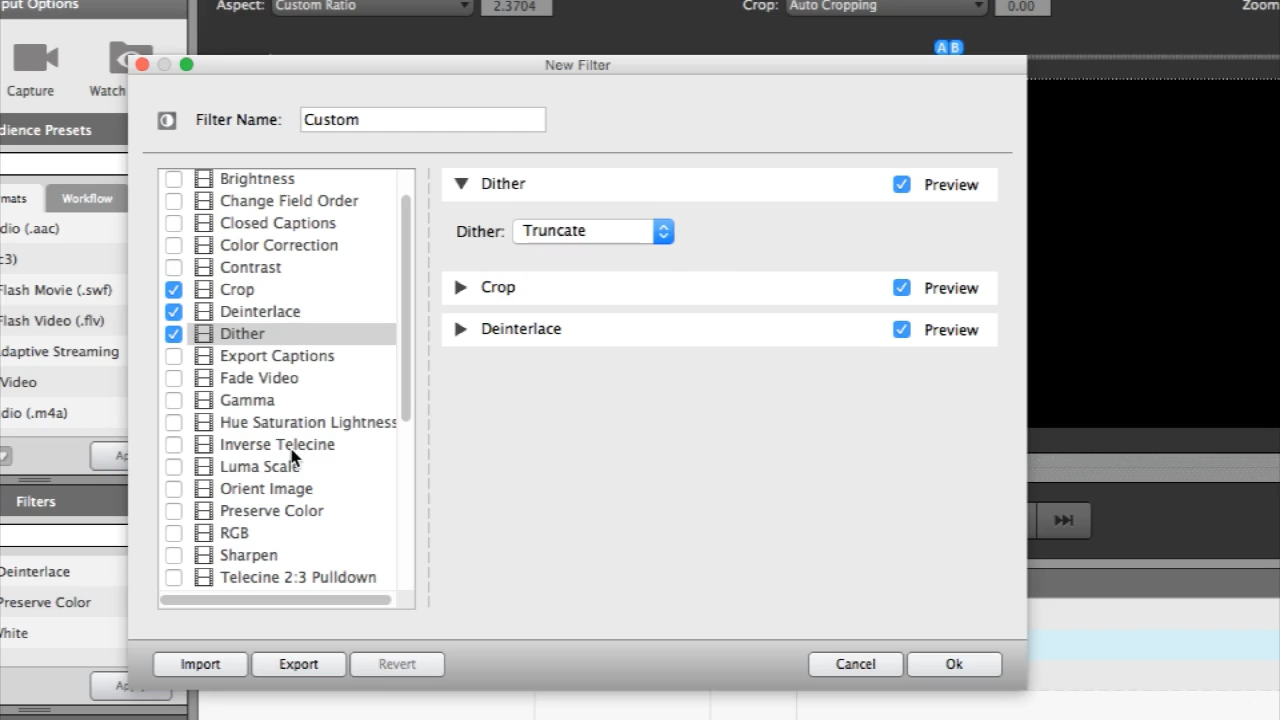 put Options
Aspect: Custom Ratio 2.3704 Crop: Auto Cropping 0.00 Zoom
A B
Capture Watch
New Filter
Filter Name: Custom
dience Presets
mats Workflow
dio (.aac)
c3)
Flash Movie (.swf)
Flash Video (.flv)
daptive Streaming
Video
dio (.m4a)
Ap
Filters
Deinterlace
Preserve Color
White
Ap
Brightness
Change Field Order
Closed Captions
Color Correction
Contrast
Crop
Deinterlace
Dither
Export Captions
Fade Video
Gamma
Hue Saturation Lightness
Inverse Telecine
Luma Scale
Orient Image
Preserve Color
RGB
Sharpen
Telecine 2:3 Pulldown
Dither Preview
Dither: Truncate
Crop Preview
Deinterlace Preview
Import Export Revert Cancel Ok